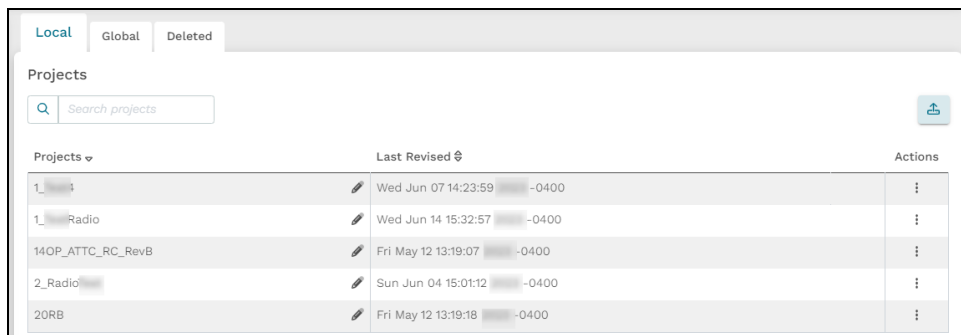 Local Global Deleted
Projects
Search projects
Projects Last Revised Actions
1_ Wed Jun 07 14:23:59 -0400
1_ Radio Wed Jun 14 15:32:57 -0400
14OP_ATTC_RC_RevB Fri May 12 13:19:07 -0400
2_Radio Sun Jun 04 15:01:12 -0400
20RB Fri May 12 13:19:18 -0400